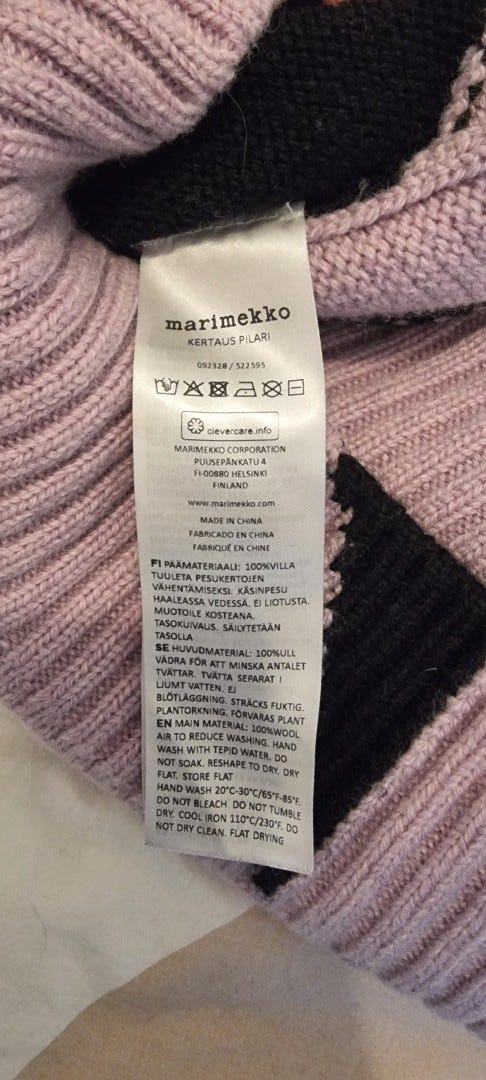 marimekko
KERTAUS PILARI
092328 / 522595
clevercare.info
MARIMEKKO CORPORATION
PUUSEPÄNKATU 4
FI-00880 HELSINKI
FINLAND
www.marimekko.com
MADE IN CHINA
FABRICADO EN CHINA
FABRIQUÉ EN CHINE
FI PÄÄMATERIAALI: 100%VILLA
TUULETA PESUKERTOJEN
VÄHENTÄMISEKSI. KÄSINPESU
HAALEASSA VEDESSÄ. EI LIOTUSTA.
MUOTOILE KOSTEANA.
TASOKUIVAUS. SÄILYTETÄÄN
TASOLLA
SE HUVUDMATERIAL: 100%ULL
VÄDRA FÖR ATT MINSKA ANTALET
TVÄTTAR. TVÄTTA SEPARAT I
LJUMT VATTEN. EJ
BLÖTLÄGGNING. STRÄCKS FUKTIG.
PLANTORKNING. FÖRVARAS PLANT
EN MAIN MATERIAL: 100%WOOL
AIR TO REDUCE WASHING. HAND
WASH WITH TEPID WATER. DO
NOT SOAK. RESHAPE TO DRY. DRY
FLAT. STORE FLAT
HAND WASH 20°C-30°C/65°F-85°F.
DO NOT BLEACH. DO NOT TUMBLE
DRY. COOL IRON 110°C/230°F. DO
NOT DRY CLEAN. FLAT DRYING